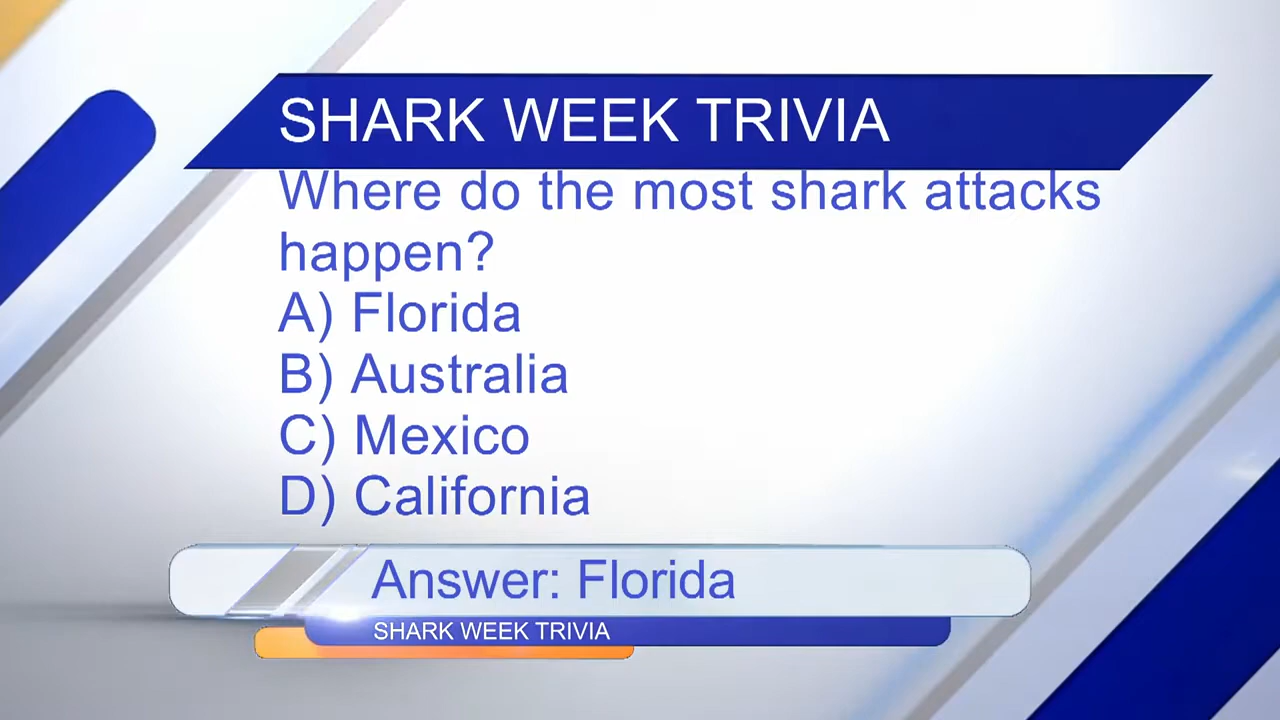 SHARK WEEK TRIVIA
Where do the most shark attacks
happen?
A) Florida
B) Australia
C) Mexico
D) California
Answer: Florida
SHARK WEEK TRIVIA